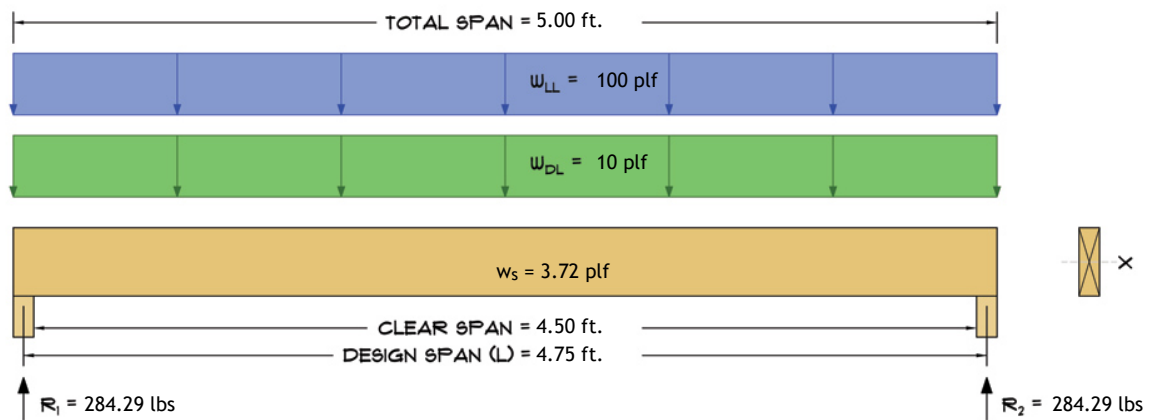 TOTAL SPAN = 5.00 ft.
WLL = 100 plf
WDL = 10 plf
ws = 3.72 plf
X
CLEAR SPAN = 4.50 ft.
DESIGN SPAN (L) = 4.75 ft.
R1 = 284.29 lbs
R2 = 284.29 lbs